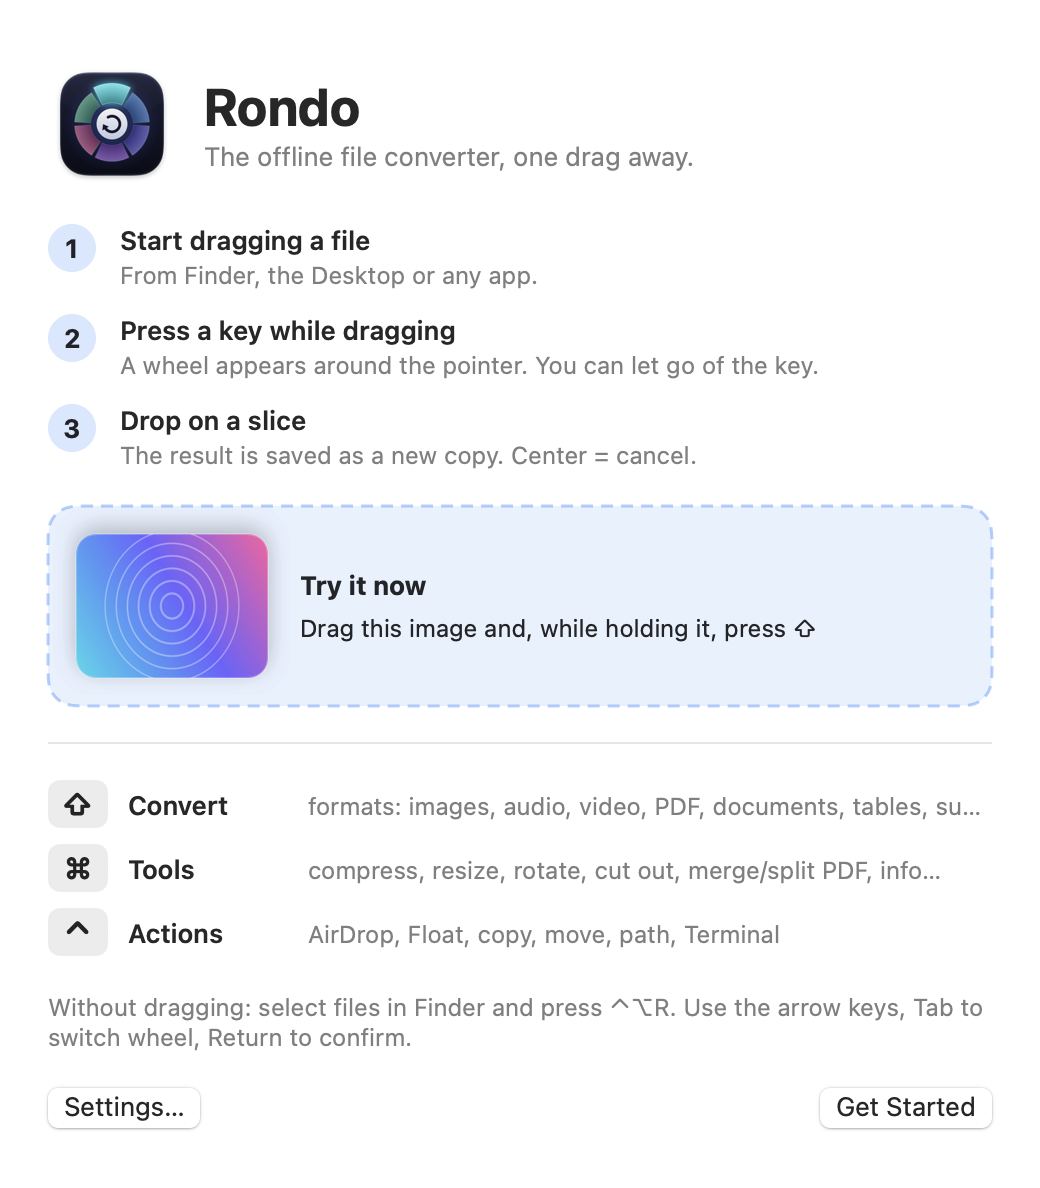 Rondo
The offline file converter, one drag away.
1
Start dragging a file
From Finder, the Desktop or any app.
2
Press a key while dragging
A wheel appears around the pointer. You can let go of the key.
3
Drop on a slice
The result is saved as a new copy. Center = cancel.
Try it now
Drag this image and, while holding it, press ⇧
⇧ Convert formats: images, audio, video, PDF, documents, tables, su...
⌘ Tools compress, resize, rotate, cut out, merge/split PDF, info...
^ Actions AirDrop, Float, copy, move, path, Terminal
Without dragging: select files in Finder and press ^⌥R. Use the arrow keys, Tab to
switch wheel, Return to confirm.
Settings... Get Started